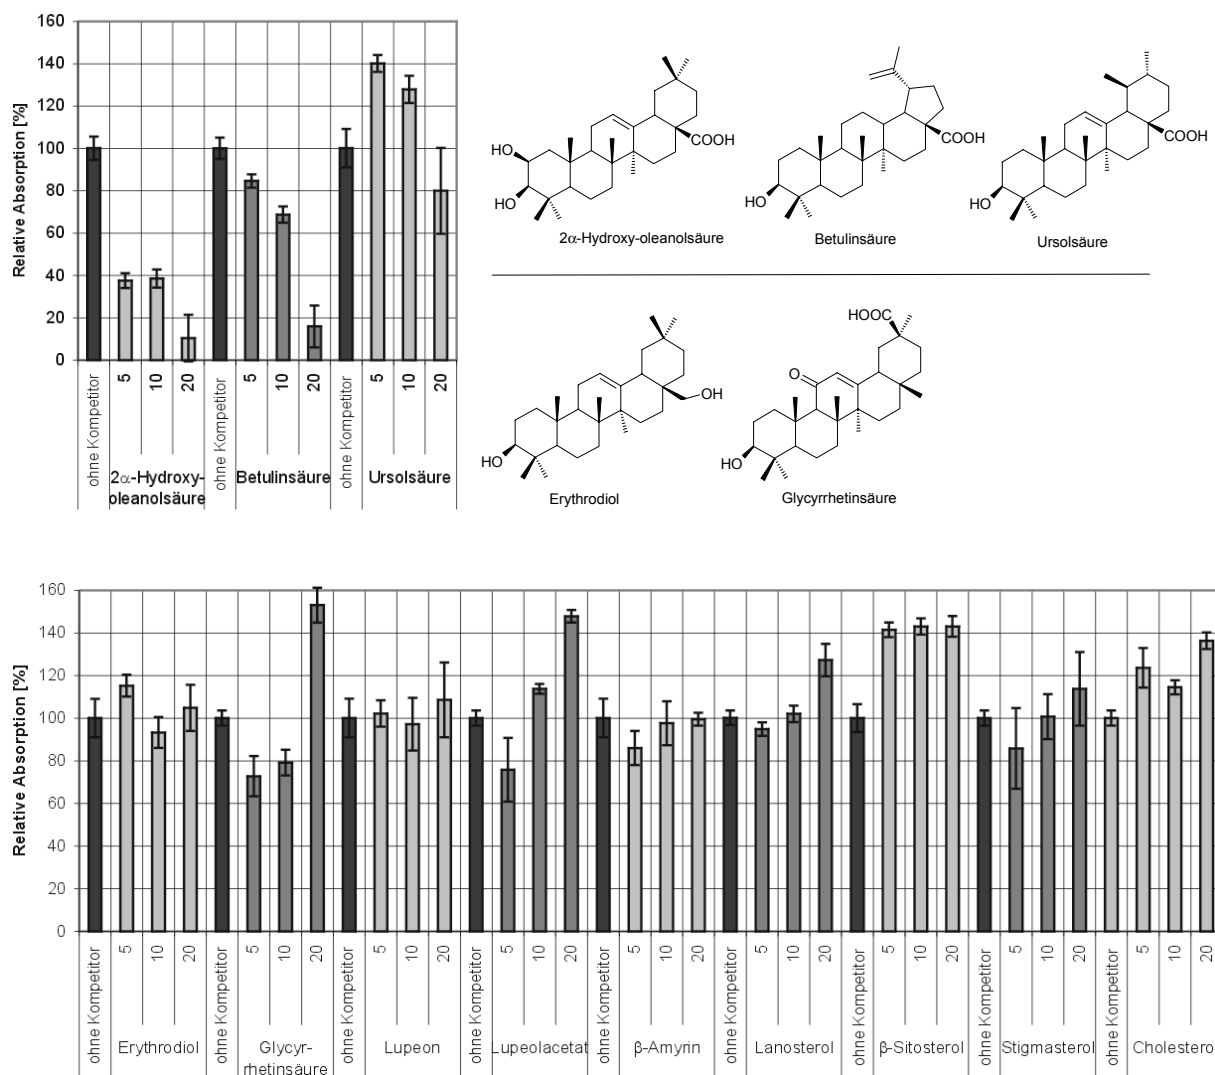 160
140
120
100
80
60
40
20
0
Relative Absorption [%]
ohne Kompetitor
5
10
20
ohne Kompetitor
5
10
20
ohne Kompetitor
5
10
20
2α-Hydroxy-
oleanolsäure
Betulinsäure
Ursolsäure
HO
HO
COOH
2α-Hydroxy-oleanolsäure
HO
COOH
Betulinsäure
HO
COOH
Ursolsäure
HO
OH
Erythrodiol
HOOC
O
HO
Glycyrrhetinsäure
160
140
120
100
80
60
40
20
0
Relative Absorption [%]
ohne Kompetitor
5
10
20
ohne Kompetitor
5
10
20
ohne Kompetitor
5
10
20
ohne Kompetitor
5
10
20
ohne Kompetitor
5
10
20
ohne Kompetitor
5
10
20
ohne Kompetitor
5
10
20
ohne Kompetitor
5
10
20
ohne Kompetitor
5
10
20
Erythrodiol
Glycyr-
rhetinsäure
Lupeon
Lupeolacetat
β-Amyrin
Lanosterol
β-Sitosterol
Stigmasterol
Cholestero